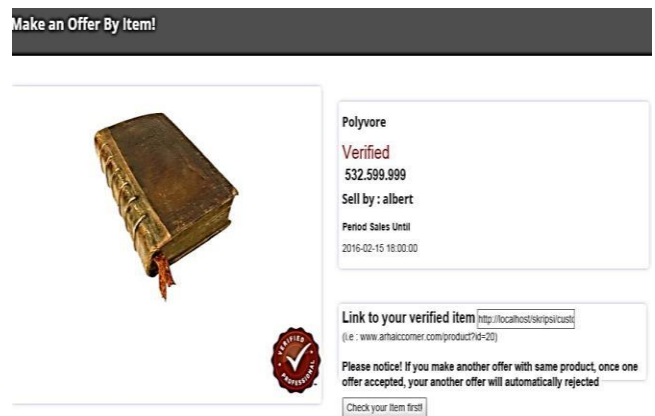 Make an Offer By Item!
Polyvore
Verified
532.599.999
Sell by : albert
Period Sales Until
2016-02-15 18:00:00
VERIFIED
PROFESSIONAL
Link to your verified item http://localhost/skripsi/custo
(i.e : www.arhaiccorner.com/product?id=20)
Please notice! If you make another offer with same product, once one
offer accepted, your another offer will automatically rejected
Check your Item first!